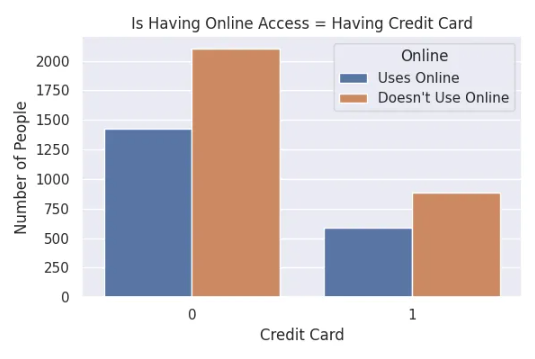 Is Having Online Access = Having Credit Card
Online
Uses Online
Doesn't Use Online
Number of People
2000
1750
1500
1250
1000
750
500
250
0
0 1
Credit Card